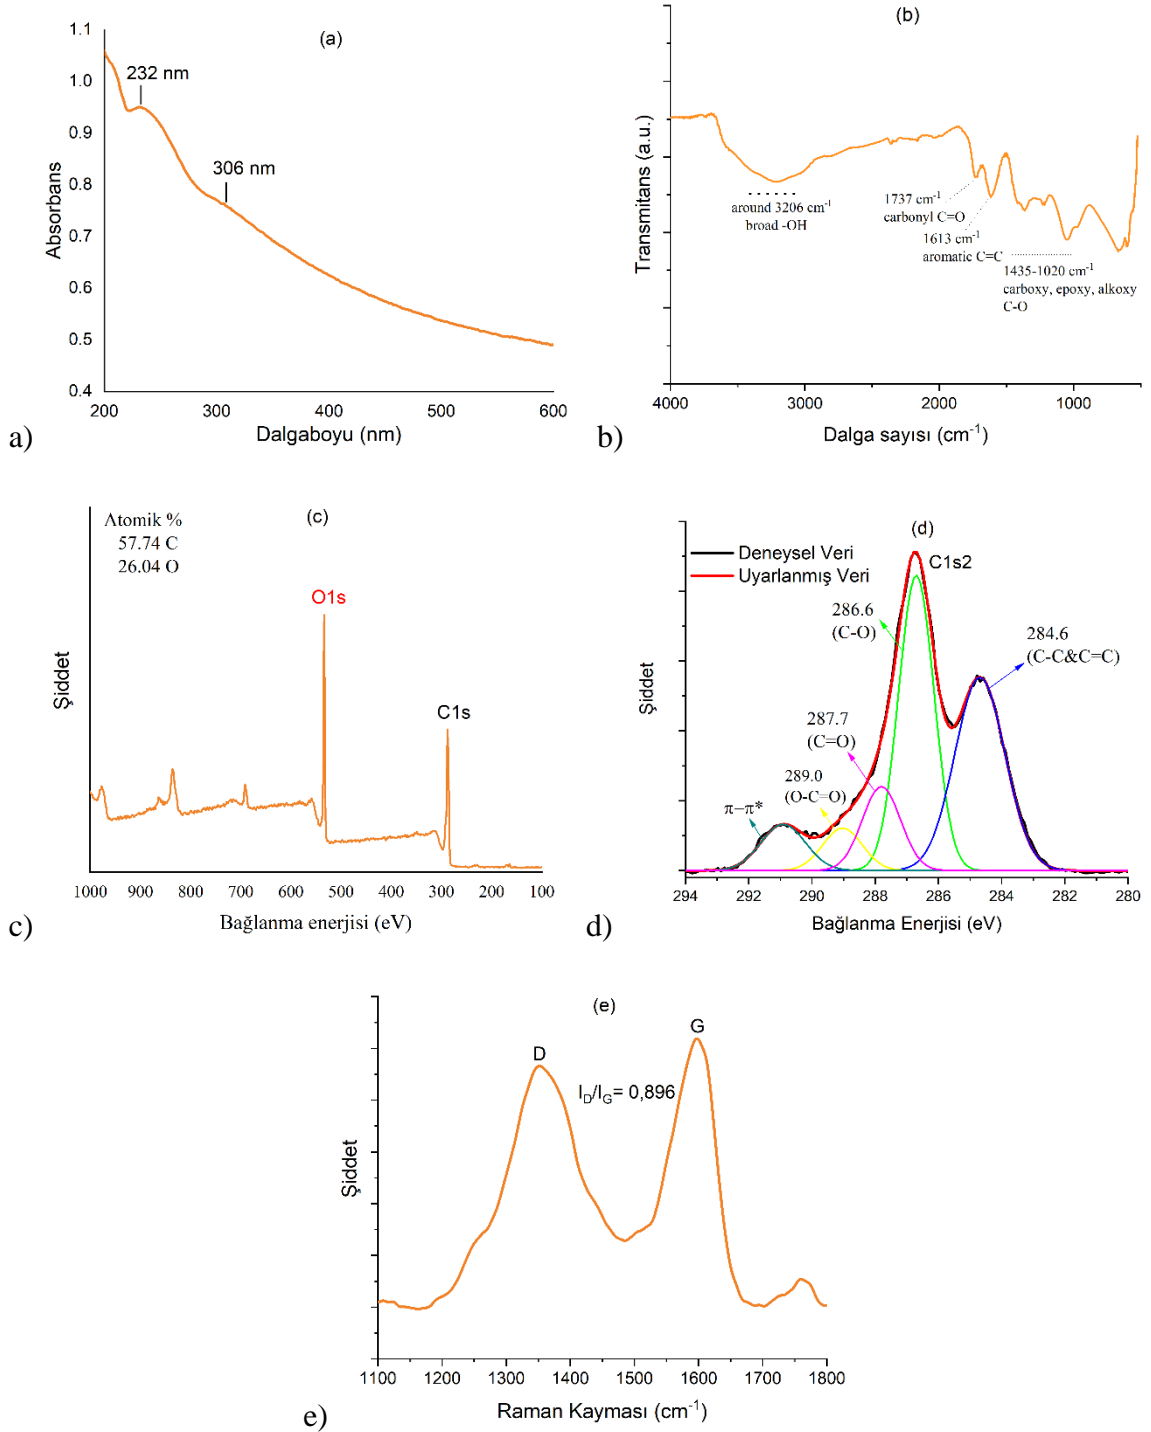 (a)
1.1
1.0
0.9
0.8
0.7
0.6
0.5
0.4
232 nm
306 nm
Absorbans
200
300
400
500
600
Dalgaboyu (nm)
a)
(b)
Transmitans (a.u.)
around 3206 cm-1
broad -OH
1737 cm-1
carbonyl C=O
1613 cm-1
aromatic C=C
1435-1020 cm-1
carboxy, epoxy, alkoxy
C-O
4000
3000
2000
1000
Dalga sayısı (cm-1)
b)
(c)
Atomik %
57.74 C
26.04 O
O1s
C1s
Şiddet
1000 900 800 700 600 500 400 300 200 100
Bağlanma enerjisi (eV)
c)
(d)
Deneysel Veri
Uyarlanmış Veri
C1s2
286.6
(C-O)
284.6
(C-C&C=C)
287.7
(C=O)
289.0
(O-C=O)
π−π*
Şiddet
294 292 290 288 286 284 282 280
Bağlanma Enerjisi (eV)
d)
(e)
D
G
ID/IG= 0,896
Şiddet
1100 1200 1300 1400 1500 1600 1700 1800
Raman Kayması (cm-1)
e)